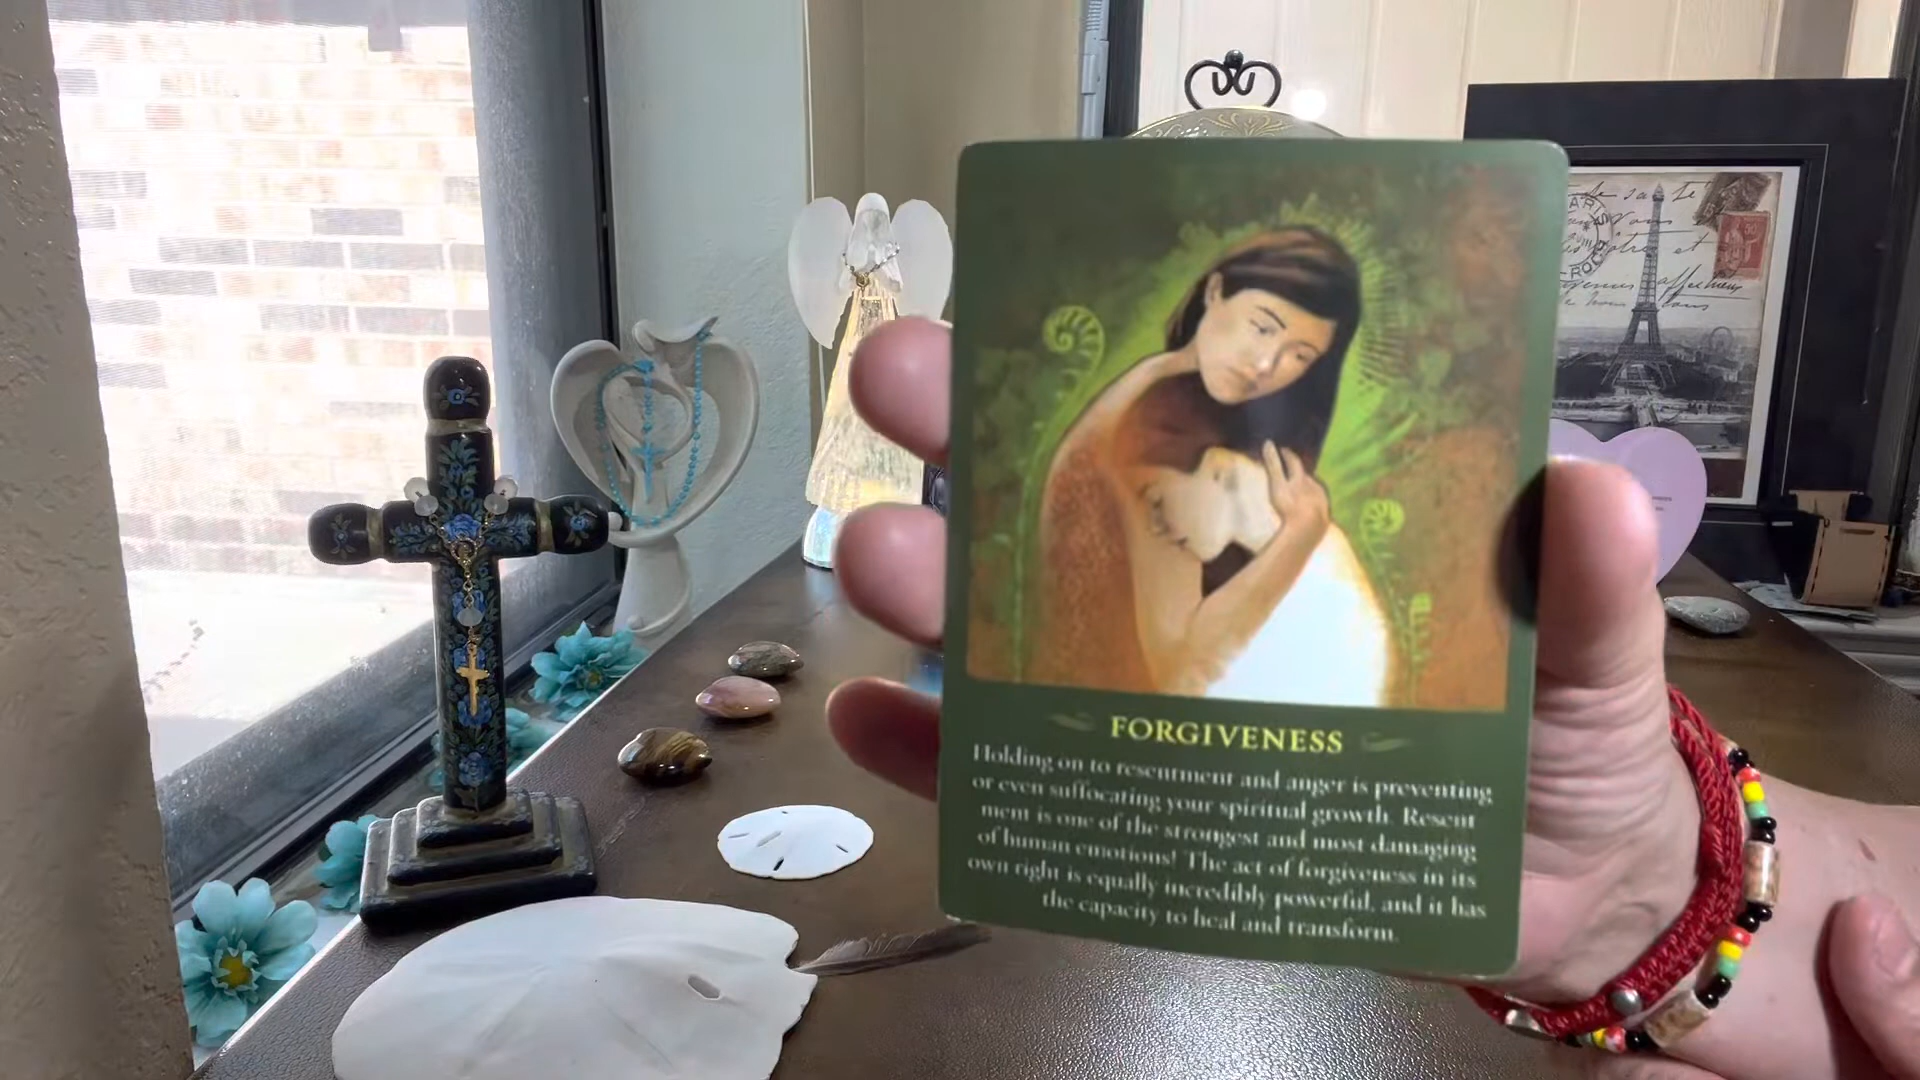 FORGIVENESS
Holding on to resentment and anger is preventing
or even suffocating your spiritual growth. Resent
ment is one of the strongest and most damaging
of human emotions! The act of forgiveness in its
own right is equally incredibly powerful, and it has
the capacity to heal and transform.